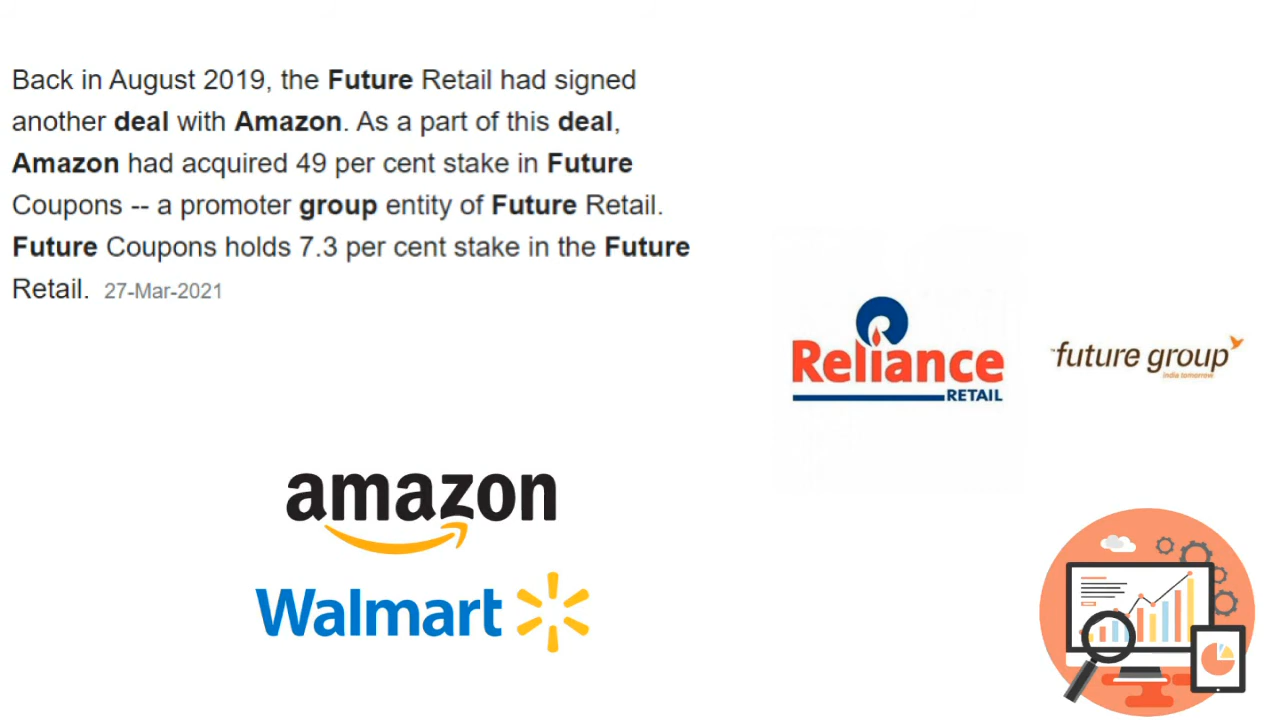 Back in August 2019, the Future Retail had signed
another deal with Amazon. As a part of this deal,
Amazon had acquired 49 per cent stake in Future
Coupons -- a promoter group entity of Future Retail.
Future Coupons holds 7.3 per cent stake in the Future
Retail. 27-Mar-2021
Reliance
RETAIL
future group
india tomorrow
amazon
Walmart